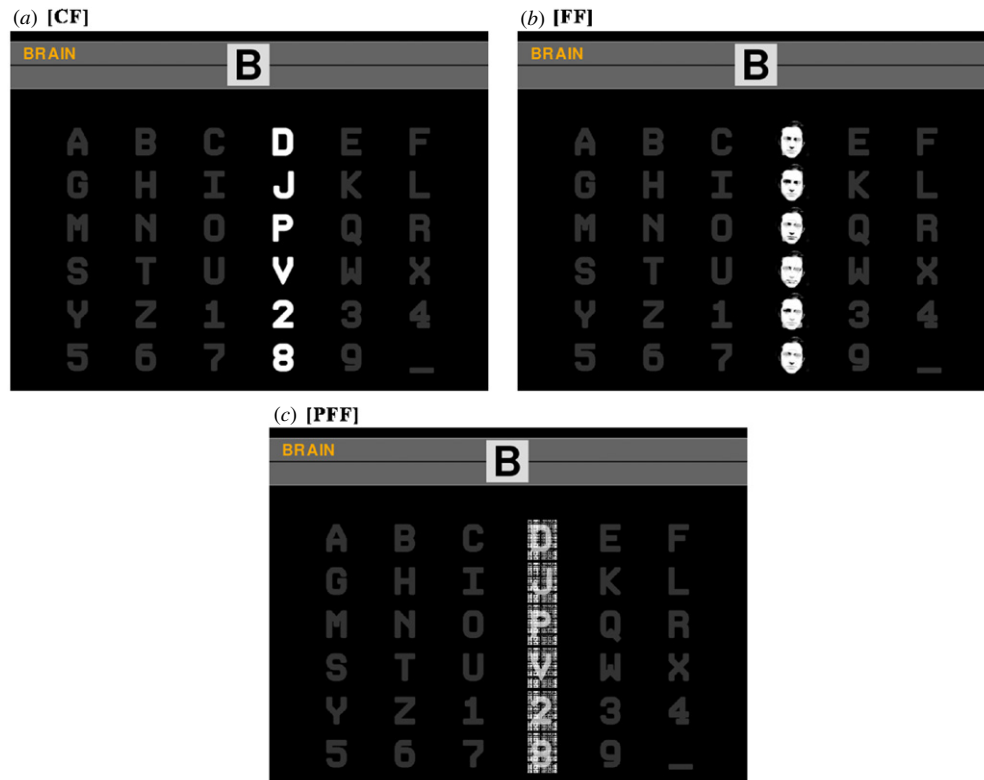 (a) [CF]
BRAIN
B
A B C D E F
G H I J K L
M N O P Q R
S T U V W X
Y Z 1 2 3 4
5 6 7 8 9 _
(b) [FF]
BRAIN
B
A B C E F
G H I K L
M N O Q R
S T U W X
Y Z 1 3 4
5 6 7 9 _
(c) [PFF]
BRAIN
B
A B C D E F
G H I J K L
M N O P Q R
S T U V W X
Y Z 1 2 3 4
5 6 7 8 9 _